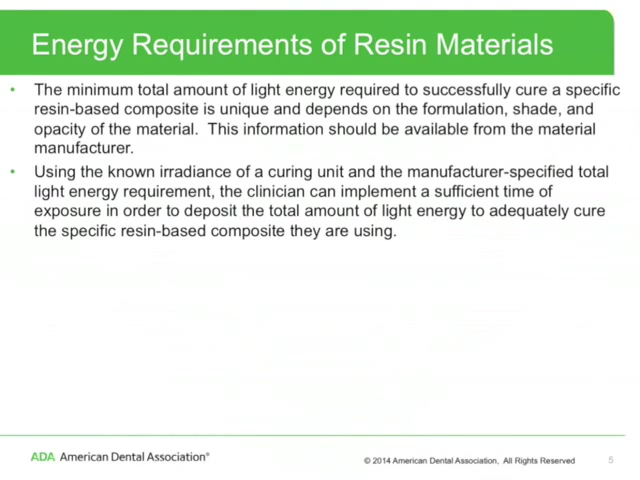 Energy Requirements of Resin Materials
• The minimum total amount of light energy required to successfully cure a specific
resin-based composite is unique and depends on the formulation, shade, and
opacity of the material.  This information should be available from the material
manufacturer.
• Using the known irradiance of a curing unit and the manufacturer-specified total
light energy requirement, the clinician can implement a sufficient time of
exposure in order to deposit the total amount of light energy to adequately cure
the specific resin-based composite they are using.
ADA American Dental Association®
© 2014 American Dental Association,  All Rights Reserved
5